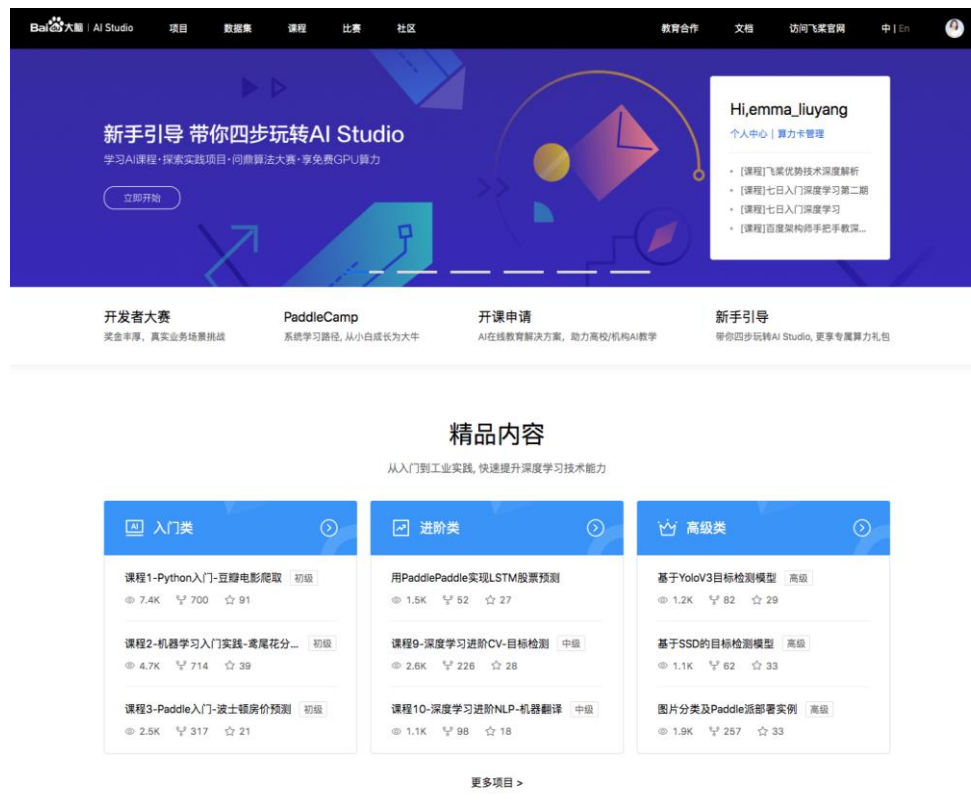 Bai大脑 | AI Studio 项目 数据集 课程 比赛 社区 教育合作 文档 访问飞桨官网 中 | En
新手引导 带你四步玩转AI Studio
学习AI课程·探索实践项目·问鼎算法大赛·享免费GPU算力
立即开始
Hi,emma_liuyang
个人中心 | 算力卡管理
[课程]飞桨优势技术深度解析
[课程]七日入门深度学习第二期
[课程]七日入门深度学习
[课程]百度架构师手把手教深...
开发者大赛
奖金丰厚，真实业务场景挑战
PaddleCamp
系统学习路径, 从小白成长为大牛
开课申请
AI在线教育解决方案，助力高校/机构AI教学
新手引导
带你四步玩转AI Studio, 更享专属算力礼包
精品内容
从入门到工业实践, 快速提升深度学习技术能力
AI 入门类
课程1-Python入门-豆瓣电影爬取 初级
7.4K 700 91
课程2-机器学习入门实践-鸢尾花分... 初级
4.7K 714 39
课程3-Paddle入门-波士顿房价预测 初级
2.5K 317 21
进阶类
用PaddlePaddle实现LSTM股票预测
1.5K 52 27
课程9-深度学习进阶CV-目标检测 中级
2.6K 226 28
课程10-深度学习进阶NLP-机器翻译 中级
1.1K 98 18
高级类
基于YoloV3目标检测模型 高级
1.2K 82 29
基于SSD的目标检测模型 高级
1.1K 62 33
图片分类及Paddle派部署实例 高级
1.9K 257 33
更多项目 >